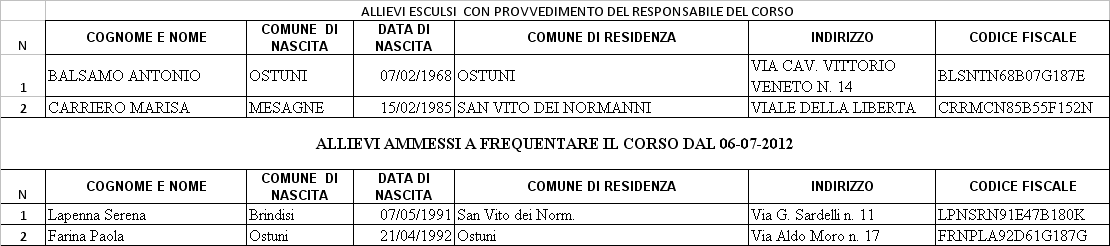 ALLIEVI ESCULSI CON PROVVEDIMENTO DEL RESPONSABILE DEL CORSO
N COGNOME E NOME COMUNE DI NASCITA DATA DI NASCITA COMUNE DI RESIDENZA INDIRIZZO CODICE FISCALE
1 BALSAMO ANTONIO OSTUNI 07/02/1968 OSTUNI VIA CAV. VITTORIO VENETO N. 14 BLSNTN68B07G187E
2 CARRIERO MARISA MESAGNE 15/02/1985 SAN VITO DEI NORMANNI VIALE DELLA LIBERTA CRRMCN85B55F152N
ALLIEVI AMMESSI A FREQUENTARE IL CORSO DAL 06-07-2012
N COGNOME E NOME COMUNE DI NASCITA DATA DI NASCITA COMUNE DI RESIDENZA INDIRIZZO CODICE FISCALE
1 Lapenna Serena Brindisi 07/05/1991 San Vito dei Norm. Via G. Sardelli n. 11 LPNSRN91E47B180K
2 Farina Paola Ostuni 21/04/1992 Ostuni Via Aldo Moro n. 17 FRNPLA92D61G187G